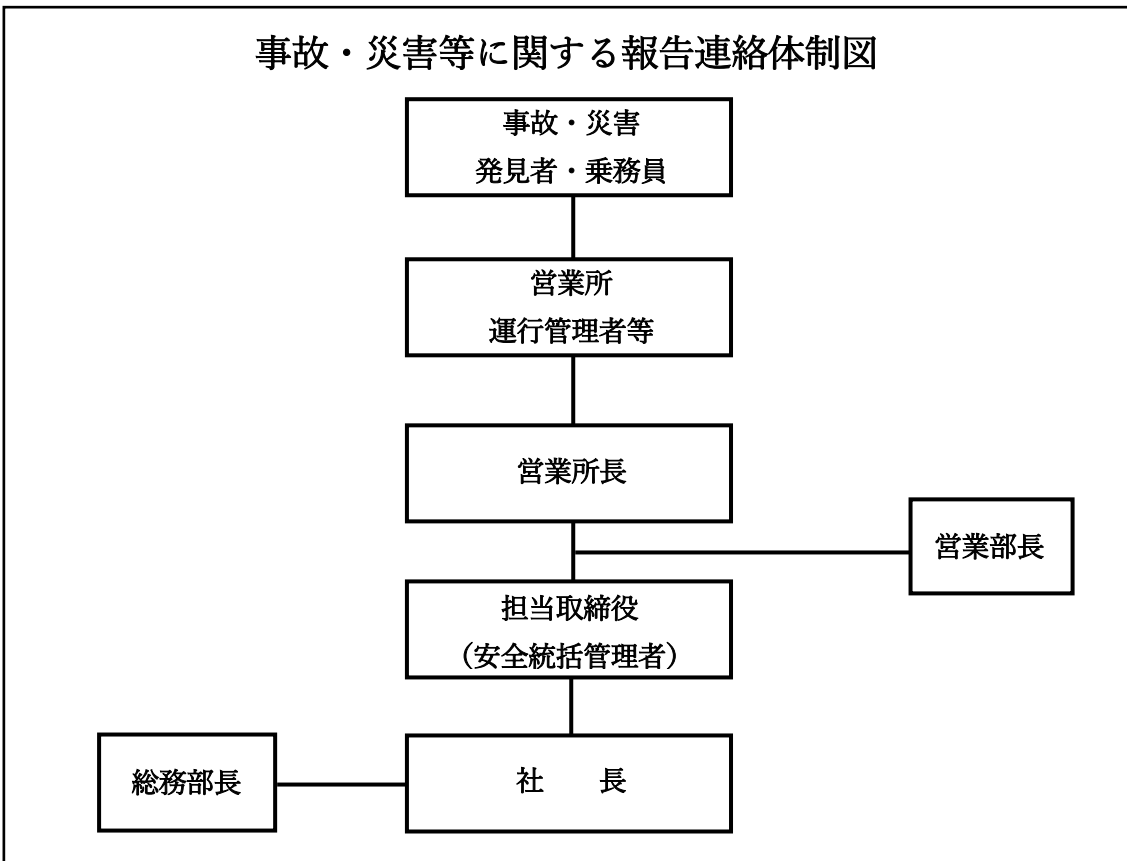 事故・災害等に関する報告連絡体制図
事故・災害
発見者・乗務員
営業所
運行管理者等
営業所長
営業部長
担当取締役
（安全統括管理者）
総務部長
社　　長